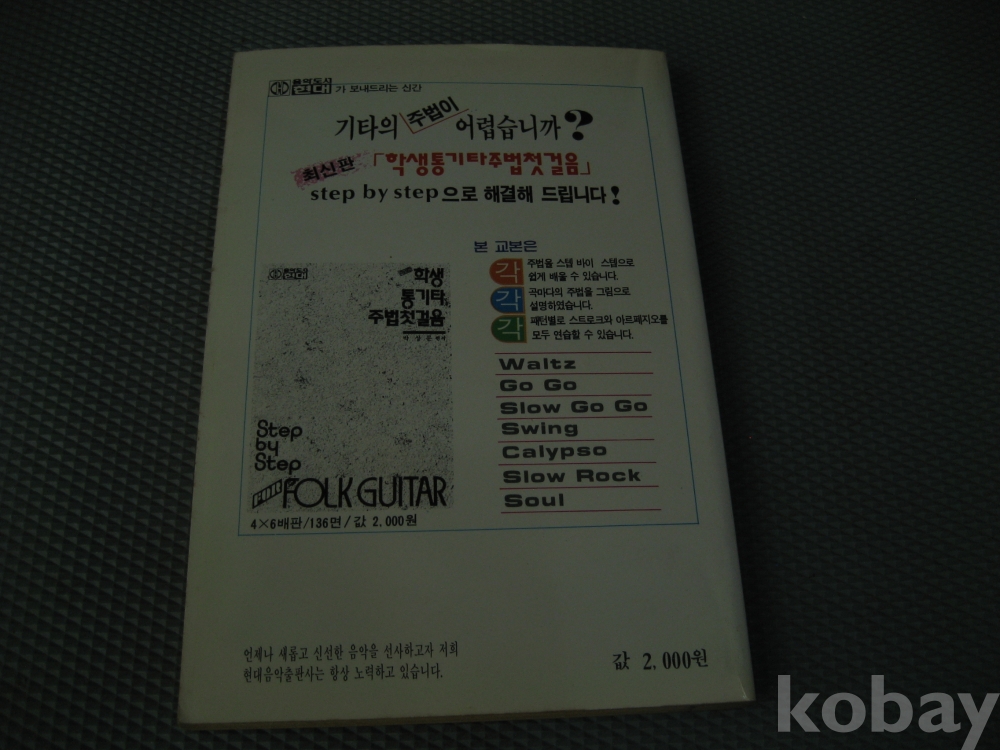 음악도서
현대가 보내드리는 신간
기타의 주법이 어렵습니까?
최신판 「학생통기타주법첫걸음」
step by step으로 해결해 드립니다!
본 교본은
각 주법을 스텝 바이 스텝으로
쉽게 배울 수 있습니다.
각 곡마다의 주법을 그림으로
설명하였습니다.
각 패턴별로 스트로크와 아르페지오를
모두 연습할 수 있습니다.
현대
학생
통기타
주법첫걸음
Step
by
Step
FOLK GUITAR
4×6배판/136면/값 2.000원
Waltz
Go Go
Slow Go Go
Swing
Calypso
Slow Rock
Soul
언제나 새롭고 신선한 음악을 선사하고자 저희
현대음악출판사는 항상 노력하고 있습니다.
값 2.000원
kobay